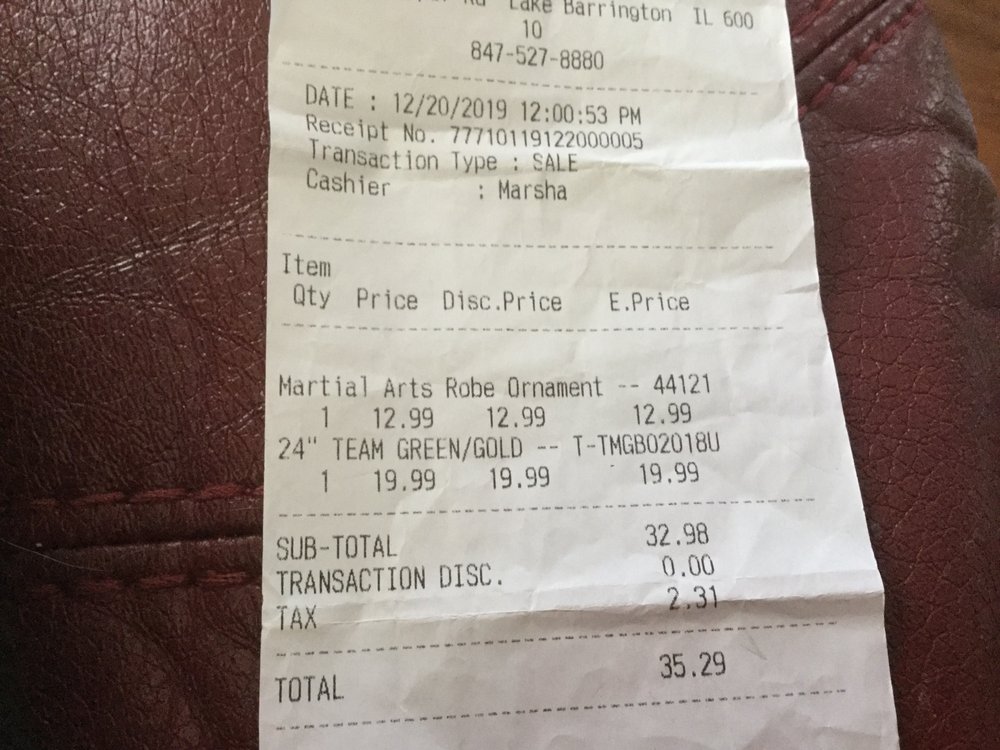 Rd Lake Barrington IL 600
10
847-527-8880
DATE : 12/20/2019 12:00:53 PM
Receipt No. 77710119122000005
Transaction Type : SALE
Cashier : Marsha
Item
Qty Price Disc.Price E.Price
Martial Arts Robe Ornament -- 44121
1 12.99 12.99 12.99
24" TEAM GREEN/GOLD -- T-TMGBO2018U
1 19.99 19.99 19.99
SUB-TOTAL 32.98
TRANSACTION DISC. 0.00
TAX 2.31
TOTAL 35.29